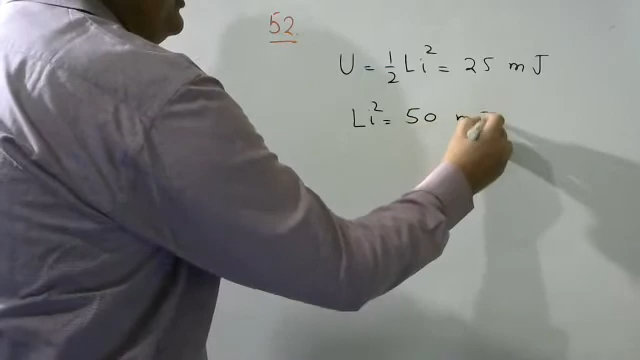 52.
U = 1/2 Li² = 25 mJ
Li² = 50